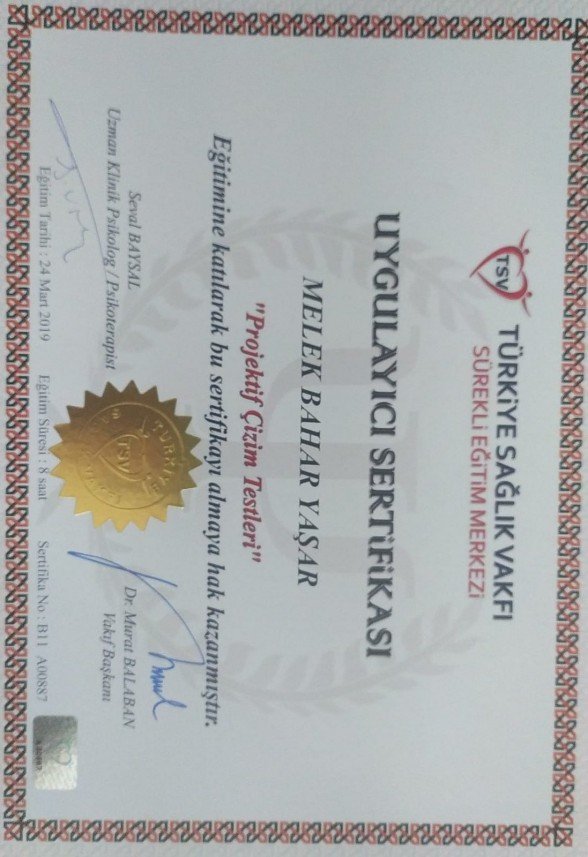 TSV
TÜRKİYE SAĞLIK VAKFI
SÜREKLİ EĞİTİM MERKEZİ
UYGULAYICI SERTİFİKASI
MELEK BAHAR YAŞAR
"Projektif Çizim Testleri"
Eğitimine katılarak bu sertifikayı almaya hak kazanmıştır.
Seval BAYSAL
Uzman Klinik Psikolog / Psikoterapist
TSV
Dr. Murat BALABAN
Vakıf Başkanı
Eğitim Tarihi : 24 Mart 2019 Eğitim Süresi : 8 saat Sertifika No : B11 A00887